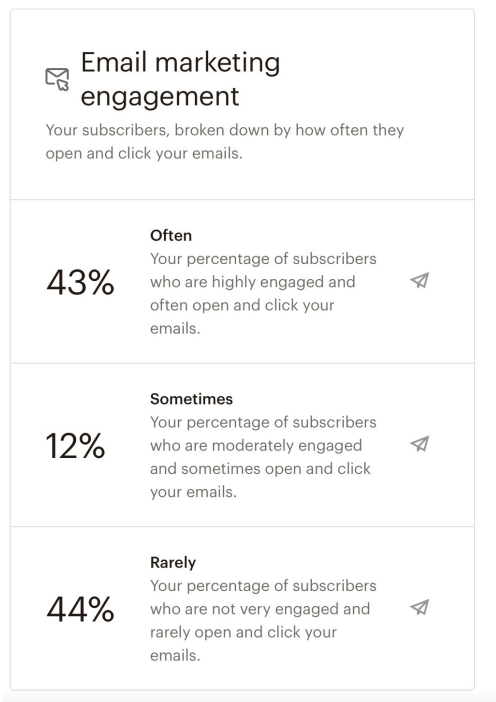 Email marketing
engagement
Your subscribers, broken down by how often they
open and click your emails.
43%
Often
Your percentage of subscribers
who are highly engaged and
often open and click your
emails.
12%
Sometimes
Your percentage of subscribers
who are moderately engaged
and sometimes open and click
your emails.
44%
Rarely
Your percentage of subscribers
who are not very engaged and
rarely open and click your
emails.